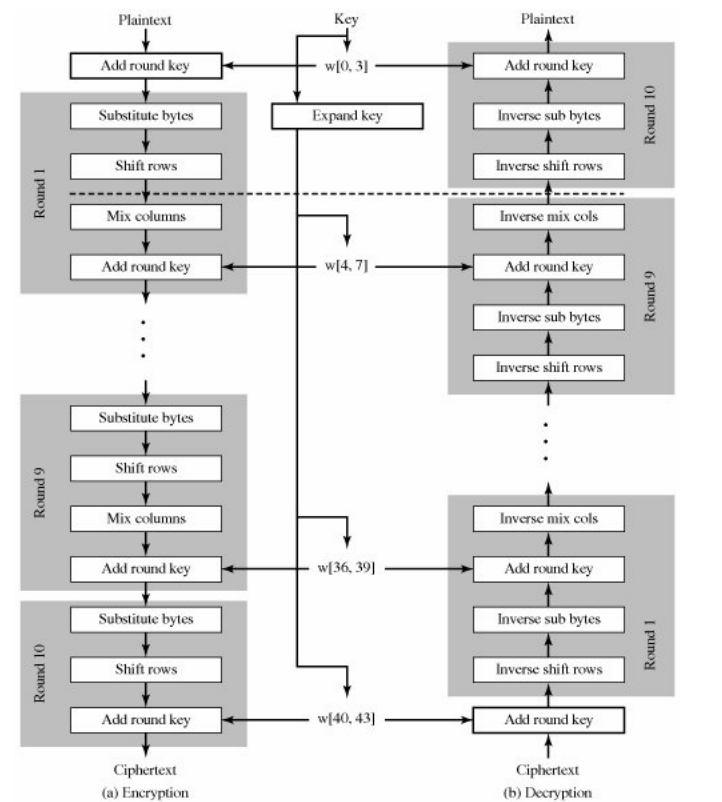 Plaintext
Key
Plaintext
Add round key
w[0, 3]
Add round key
Round 1
Substitute bytes
Expand key
Inverse sub bytes
Round 10
Shift rows
Inverse shift rows
Mix columns
Inverse mix cols
Add round key
w[4, 7]
Add round key
Round 9
Inverse sub bytes
Inverse shift rows
Round 9
Substitute bytes
Shift rows
Mix columns
Inverse mix cols
Add round key
w[36, 39]
Add round key
Round 10
Substitute bytes
Inverse sub bytes
Round 1
Shift rows
Inverse shift rows
Add round key
w[40, 43]
Add round key
Ciphertext
Ciphertext
(a) Encryption
(b) Decryption